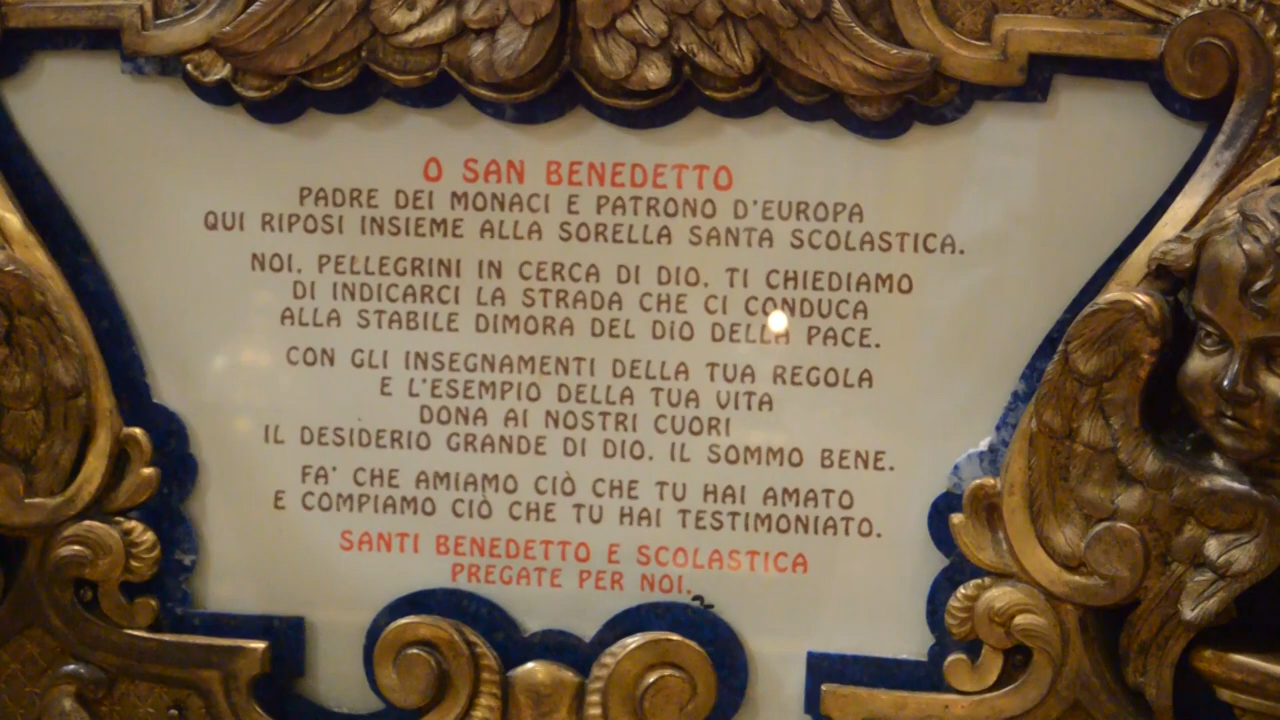 O SAN BENEDETTO
PADRE DEI MONACI E PATRONO D'EUROPA
QUI RIPOSI INSIEME ALLA SORELLA SANTA SCOLASTICA.
NOI, PELLEGRINI IN CERCA DI DIO, TI CHIEDIAMO
DI INDICARCI LA STRADA CHE CI CONDUCA
ALLA STABILE DIMORA DEL DIO DELLA PACE.
CON GLI INSEGNAMENTI DELLA TUA REGOLA
E L'ESEMPIO DELLA TUA VITA
DONA AI NOSTRI CUORI
IL DESIDERIO GRANDE DI DIO, IL SOMMO BENE.
FA' CHE AMIAMO CIÒ CHE TU HAI AMATO
E COMPIAMO CIÒ CHE TU HAI TESTIMONIATO.
SANTI BENEDETTO E SCOLASTICA
PREGATE PER NOI.